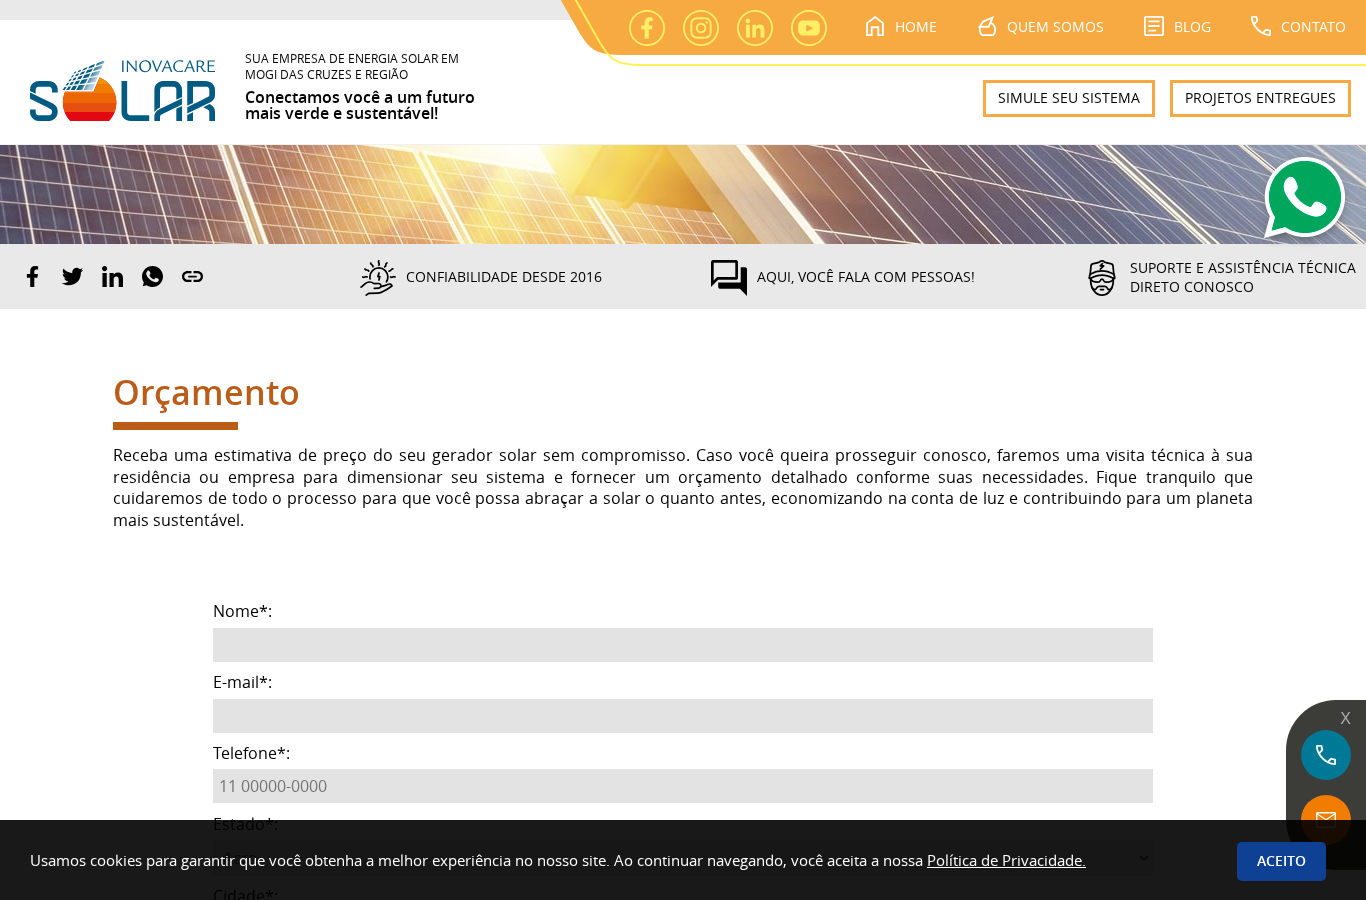 HOME
QUEM SOMOS
BLOG
CONTATO
INOVACARE
SOLAR
SUA EMPRESA DE ENERGIA SOLAR EM
MOGI DAS CRUZES E REGIÃO
Conectamos você a um futuro
mais verde e sustentável!
SIMULE SEU SISTEMA
PROJETOS ENTREGUES
CONFIABILIDADE DESDE 2016
AQUI, VOCÊ FALA COM PESSOAS!
SUPORTE E ASSISTÊNCIA TÉCNICA
DIRETO CONOSCO
Orçamento
Receba uma estimativa de preço do seu gerador solar sem compromisso. Caso você queira prosseguir conosco, faremos uma visita técnica à sua
residência ou empresa para dimensionar seu sistema e fornecer um orçamento detalhado conforme suas necessidades. Fique tranquilo que
cuidaremos de todo o processo para que você possa abraçar a solar o quanto antes, economizando na conta de luz e contribuindo para um planeta
mais sustentável.
Nome*:
E-mail*:
Telefone*:
11 00000-0000
X
Estado*:
Usamos cookies para garantir que você obtenha a melhor experiência no nosso site. Ao continuar navegando, você aceita a nossa Política de Privacidade.
ACEITO
Cidade*: